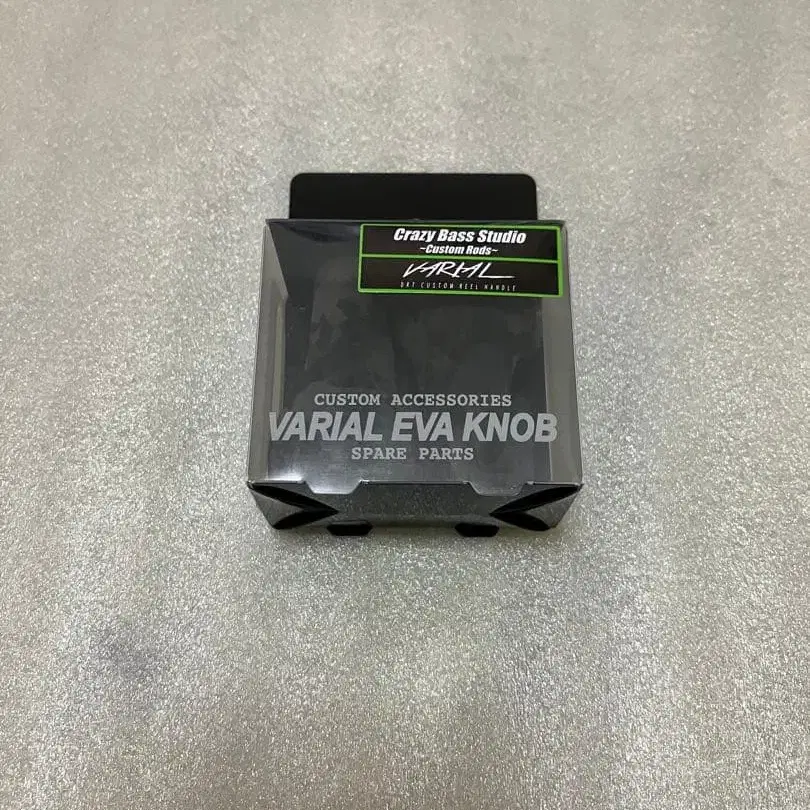 Crazy Bass Studio
~Custom Rods~
VARIAL
DRT CUSTOM REEL HANDLE
CUSTOM ACCESSORIES
VARIAL EVA KNOB
SPARE PARTS